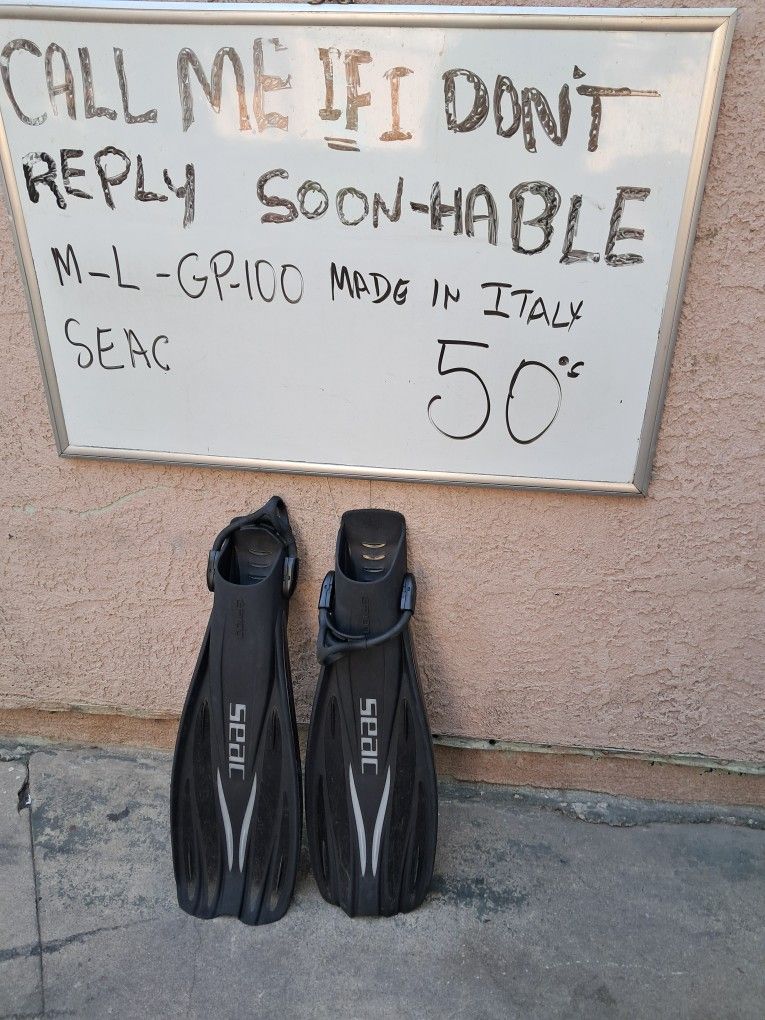 CALL ME IF I DON'T
REPLY SOON-HABLE
M-L-GP-100 MADE IN ITALY
SEAC
50°s
seac
seac